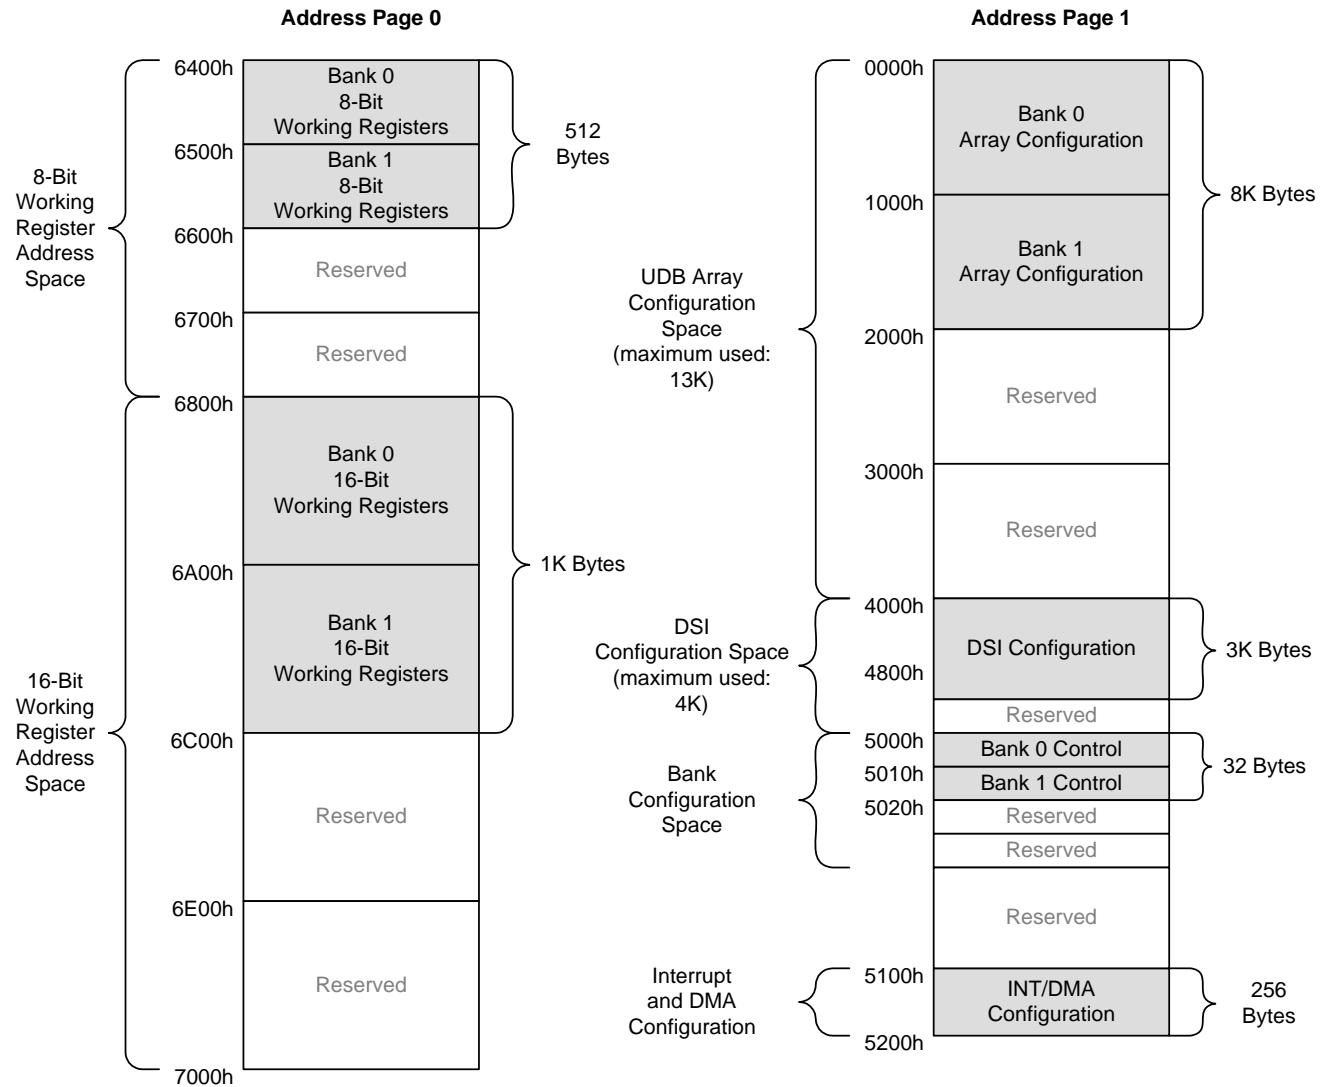 Address Page 0
6400h
Bank 0
8-Bit
Working Registers
6500h
Bank 1
8-Bit
Working Registers
512
Bytes
8-Bit
Working
Register
Address
Space
6600h
Reserved
6700h
Reserved
6800h
Bank 0
16-Bit
Working Registers
6A00h
1K Bytes
Bank 1
16-Bit
Working Registers
16-Bit
Working
Register
Address
Space
6C00h
Reserved
6E00h
Reserved
7000h
Address Page 1
0000h
Bank 0
Array Configuration
1000h
8K Bytes
Bank 1
Array Configuration
UDB Array
Configuration
Space
(maximum used:
13K)
2000h
Reserved
3000h
Reserved
4000h
DSI
Configuration Space
(maximum used:
4K)
DSI Configuration
3K Bytes
4800h
Reserved
5000h
Bank 0 Control
32 Bytes
5010h
Bank 1 Control
Bank
Configuration
Space
5020h
Reserved
Reserved
Reserved
Interrupt
and DMA
Configuration
5100h
INT/DMA
Configuration
256
Bytes
5200h